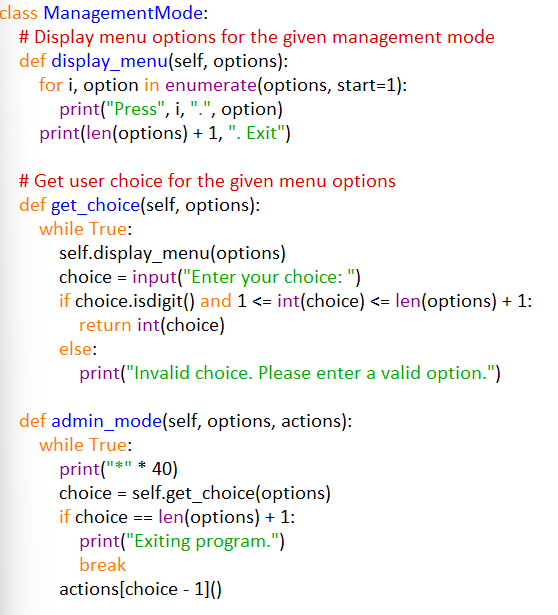 class ManagementMode:
    # Display menu options for the given management mode
    def display_menu(self, options):
        for i, option in enumerate(options, start=1):
            print("Press", i, ".", option)
        print(len(options) + 1, ". Exit")

    # Get user choice for the given menu options
    def get_choice(self, options):
        while True:
            self.display_menu(options)
            choice = input("Enter your choice: ")
            if choice.isdigit() and 1 <= int(choice) <= len(options) + 1:
                return int(choice)
            else:
                print("Invalid choice. Please enter a valid option.")

    def admin_mode(self, options, actions):
        while True:
            print("*" * 40)
            choice = self.get_choice(options)
            if choice == len(options) + 1:
                print("Exiting program.")
                break
            actions[choice - 1]()